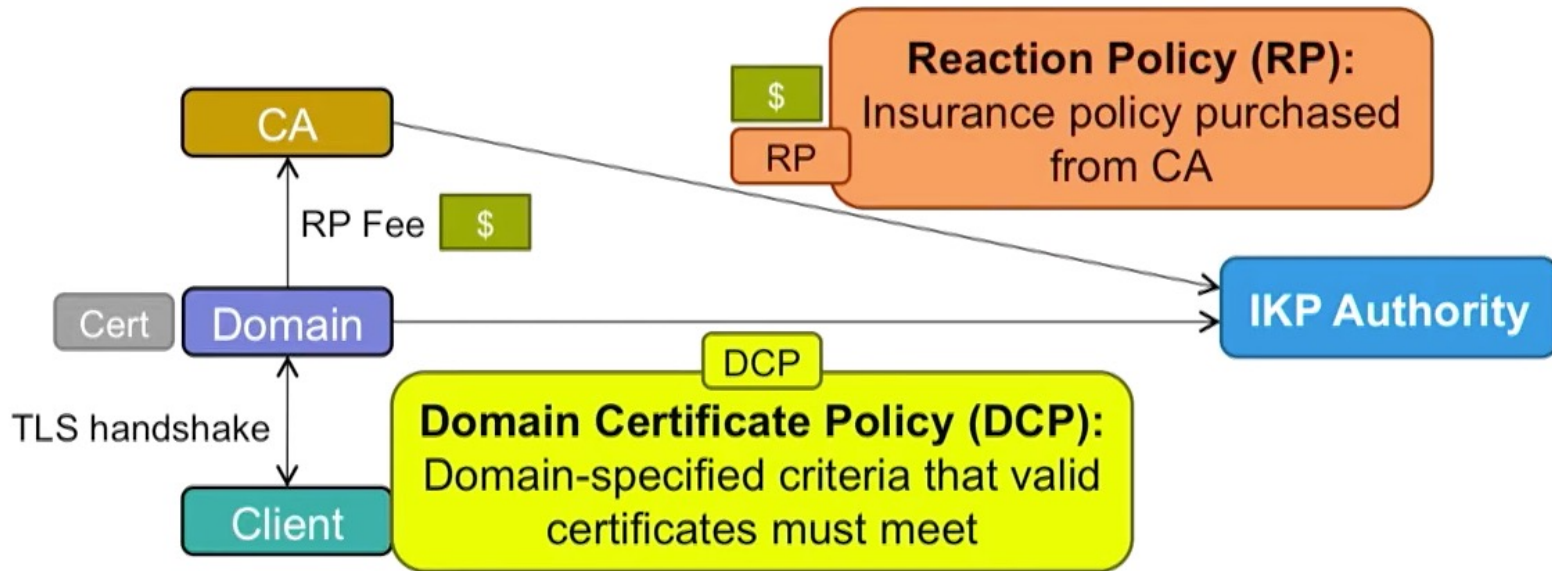 Reaction Policy (RP):
Insurance policy purchased
from CA
$
RP
CA
RP Fee
$
Cert
Domain
IKP Authority
DCP
TLS handshake
Domain Certificate Policy (DCP):
Domain-specified criteria that valid
certificates must meet
Client